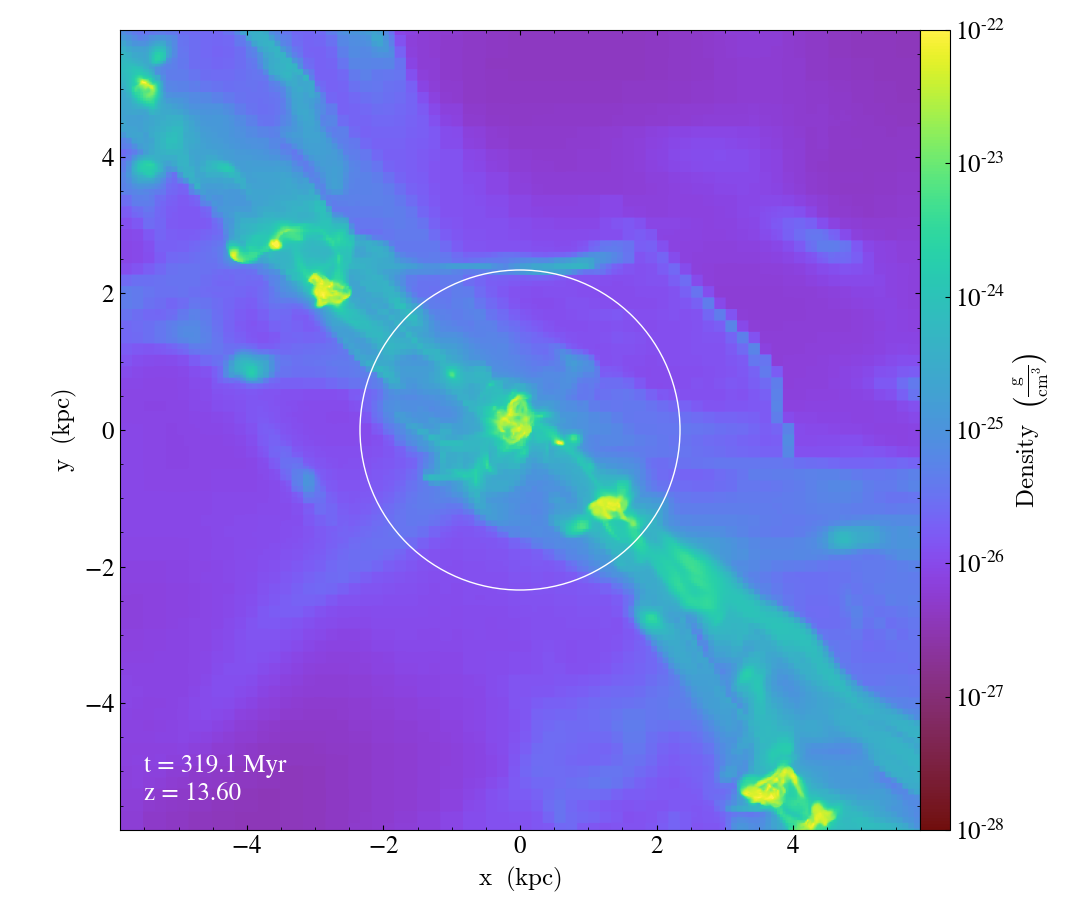 10^-22
10^-23
10^-24
10^-25
10^-26
10^-27
10^-28
Density (g/cm^3)
4
2
0
−2
−4
y (kpc)
t = 319.1 Myr
z = 13.60
−4 −2 0 2 4
x (kpc)